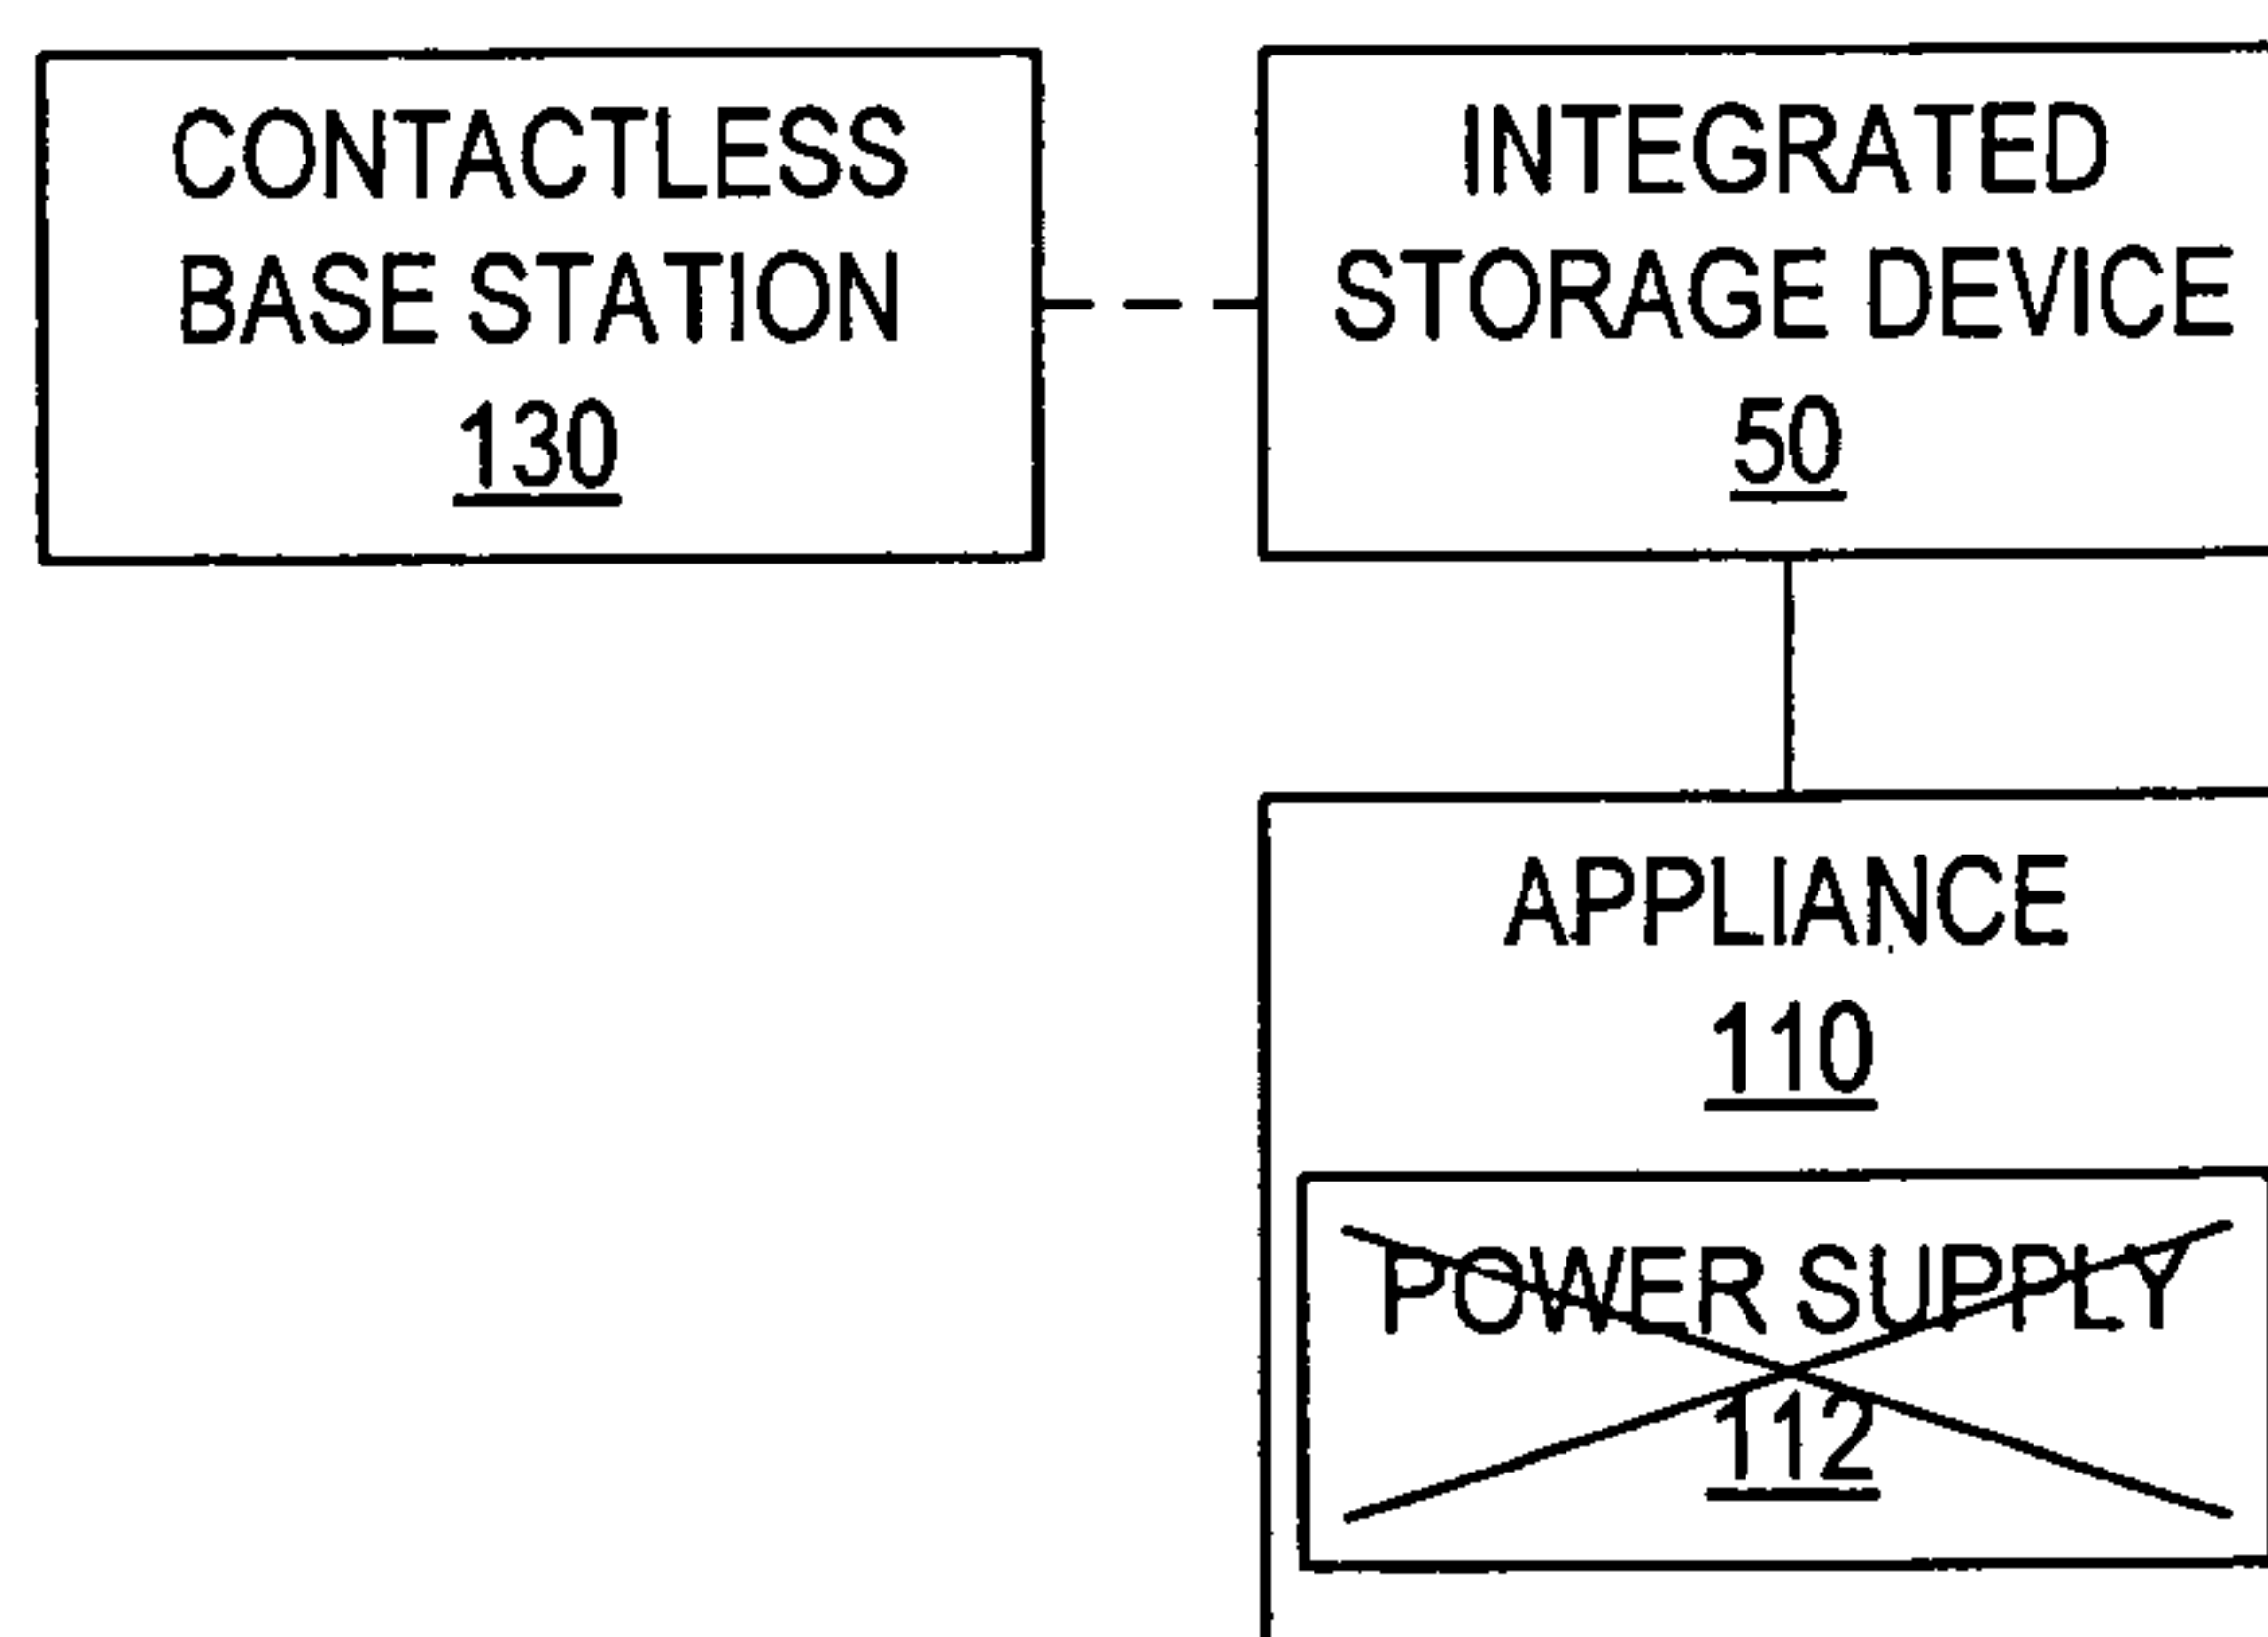 CONTACTLESS
BASE STATION
130
INTEGRATED
STORAGE DEVICE
50
APPLIANCE
110
POWER SUPPLY
112